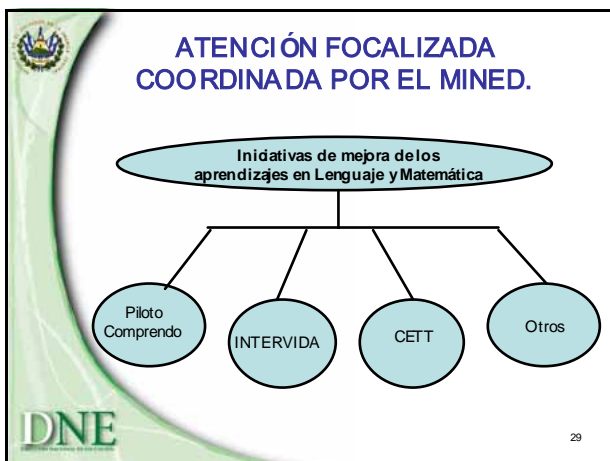 ATENCIÓN FOCALIZADA
COORDINADA POR EL MINED.
Iniciativas de mejora de los
aprendizajes en Lenguaje y Matemática
Piloto
Comprendo
INTERVIDA
CETT
Otros
DNE
29